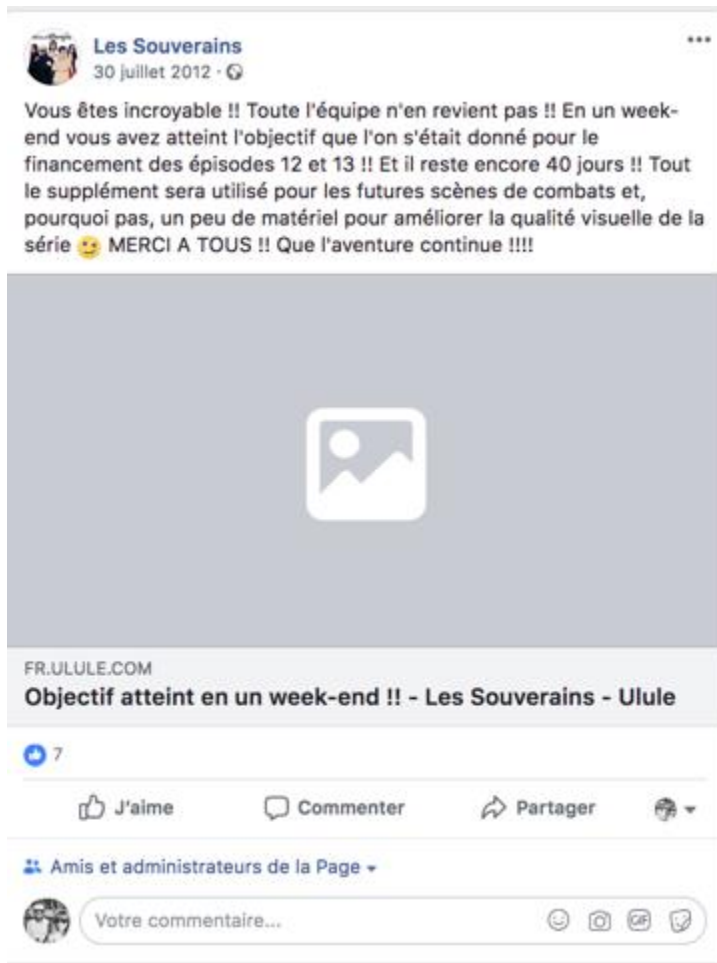 Les Souverains
30 juillet 2012 ·
Vous êtes incroyable !! Toute l'équipe n'en revient pas !! En un week-
end vous avez atteint l'objectif que l'on s'était donné pour le
financement des épisodes 12 et 13 !! Et il reste encore 40 jours !! Tout
le supplément sera utilisé pour les futures scènes de combats et,
pourquoi pas, un peu de matériel pour améliorer la qualité visuelle de la
série 😉 MERCI A TOUS !! Que l'aventure continue !!!!
FR.ULULE.COM
Objectif atteint en un week-end !! - Les Souverains - Ulule
7
J'aime Commenter Partager
Amis et administrateurs de la Page
Votre commentaire... GIF